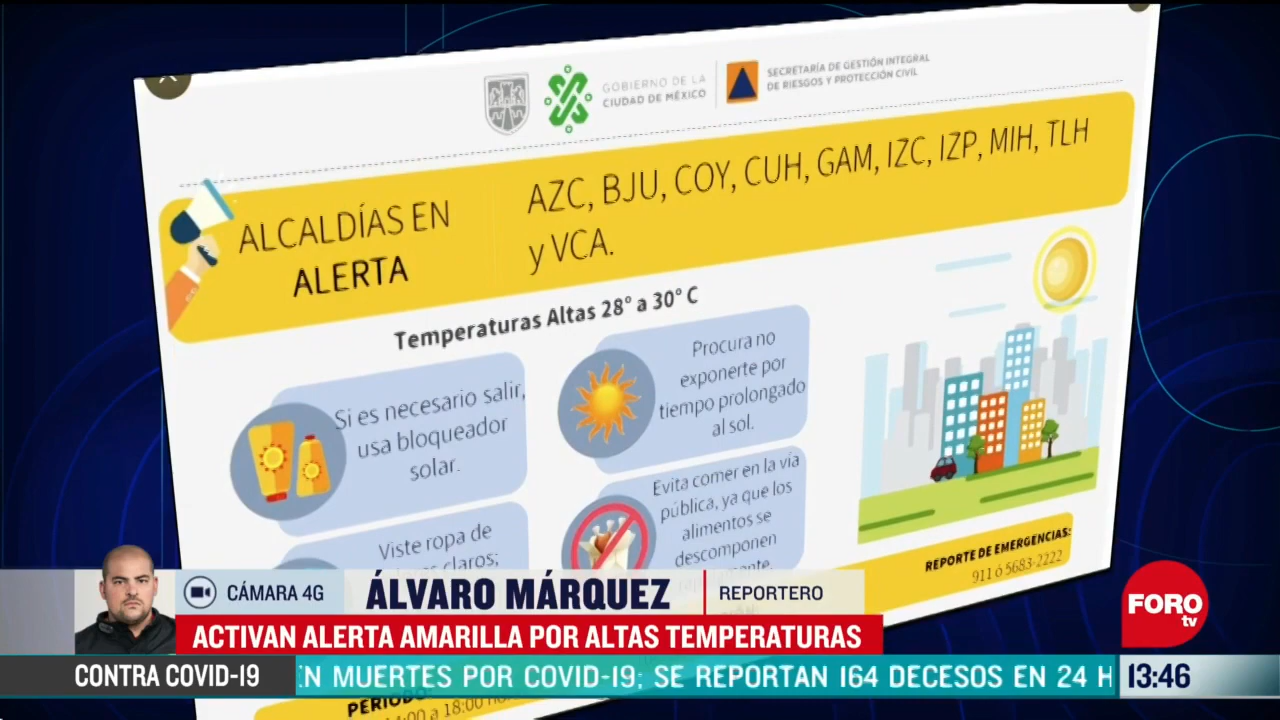 GOBIERNO DE LA
CIUDAD DE MÉXICO
SECRETARÍA DE GESTIÓN INTEGRAL
DE RIESGOS Y PROTECCIÓN CIVIL
ALCALDÍAS EN
ALERTA
AZC, BJU, COY, CUH, GAM, IZC, IZP, MIH, TLH
y VCA.
Temperaturas Altas 28° a 30° C
Si es necesario salir,
usa bloqueador
solar.
Procura no
exponerte por
tiempo prolongado
al sol.
Viste ropa de
claros;
Evita comer en la vía
pública, ya que los
alimentos se
descomponen
REPORTE DE EMERGENCIAS:
911 ó 5683-2222
CÁMARA 4G
ÁLVARO MÁRQUEZ
REPORTERO
ACTIVAN ALERTA AMARILLA POR ALTAS TEMPERATURAS
FORO
tv
CONTRA COVID-19
EN MUERTES POR COVID-19; SE REPORTAN 164 DECESOS EN 24 H
13:46
PERIODO:
a 18:00